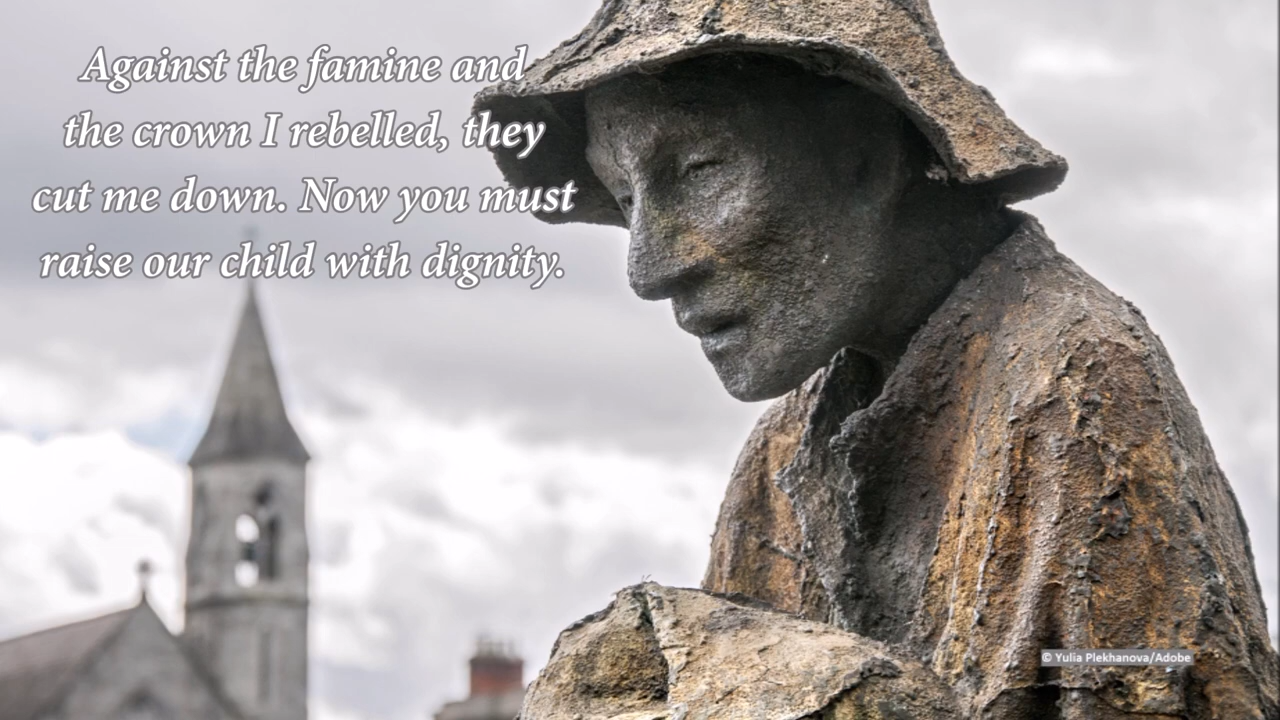 Against the famine and
the crown I rebelled, they
cut me down. Now you must
raise our child with dignity.
© Yulia Plekhanova/Adobe